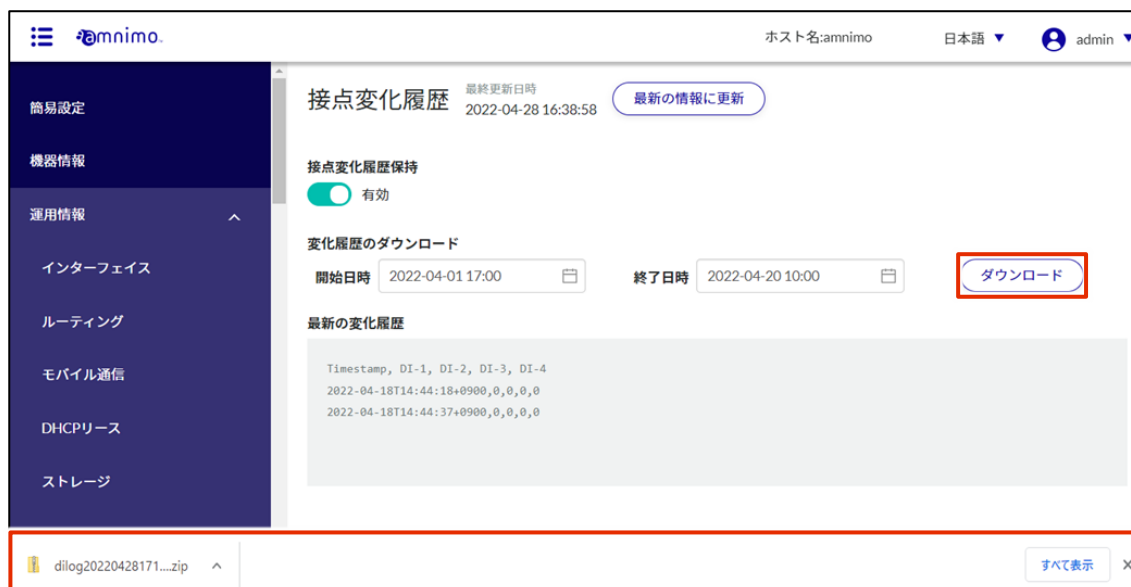 amnimo
ホスト名:amnimo
日本語
admin
簡易設定
機器情報
運用情報
インターフェイス
ルーティング
モバイル通信
DHCPリース
ストレージ
接点変化履歴
最終更新日時
2022-04-28 16:38:58
最新の情報に更新
接点変化履歴保持
有効
変化履歴のダウンロード
開始日時 2022-04-01 17:00 終了日時 2022-04-20 10:00 ダウンロード
最新の変化履歴
Timestamp, DI-1, DI-2, DI-3, DI-4
2022-04-18T14:44:18+0900,0,0,0,0
2022-04-18T14:44:37+0900,0,0,0,0
dilog20220428171....zip
すべて表示